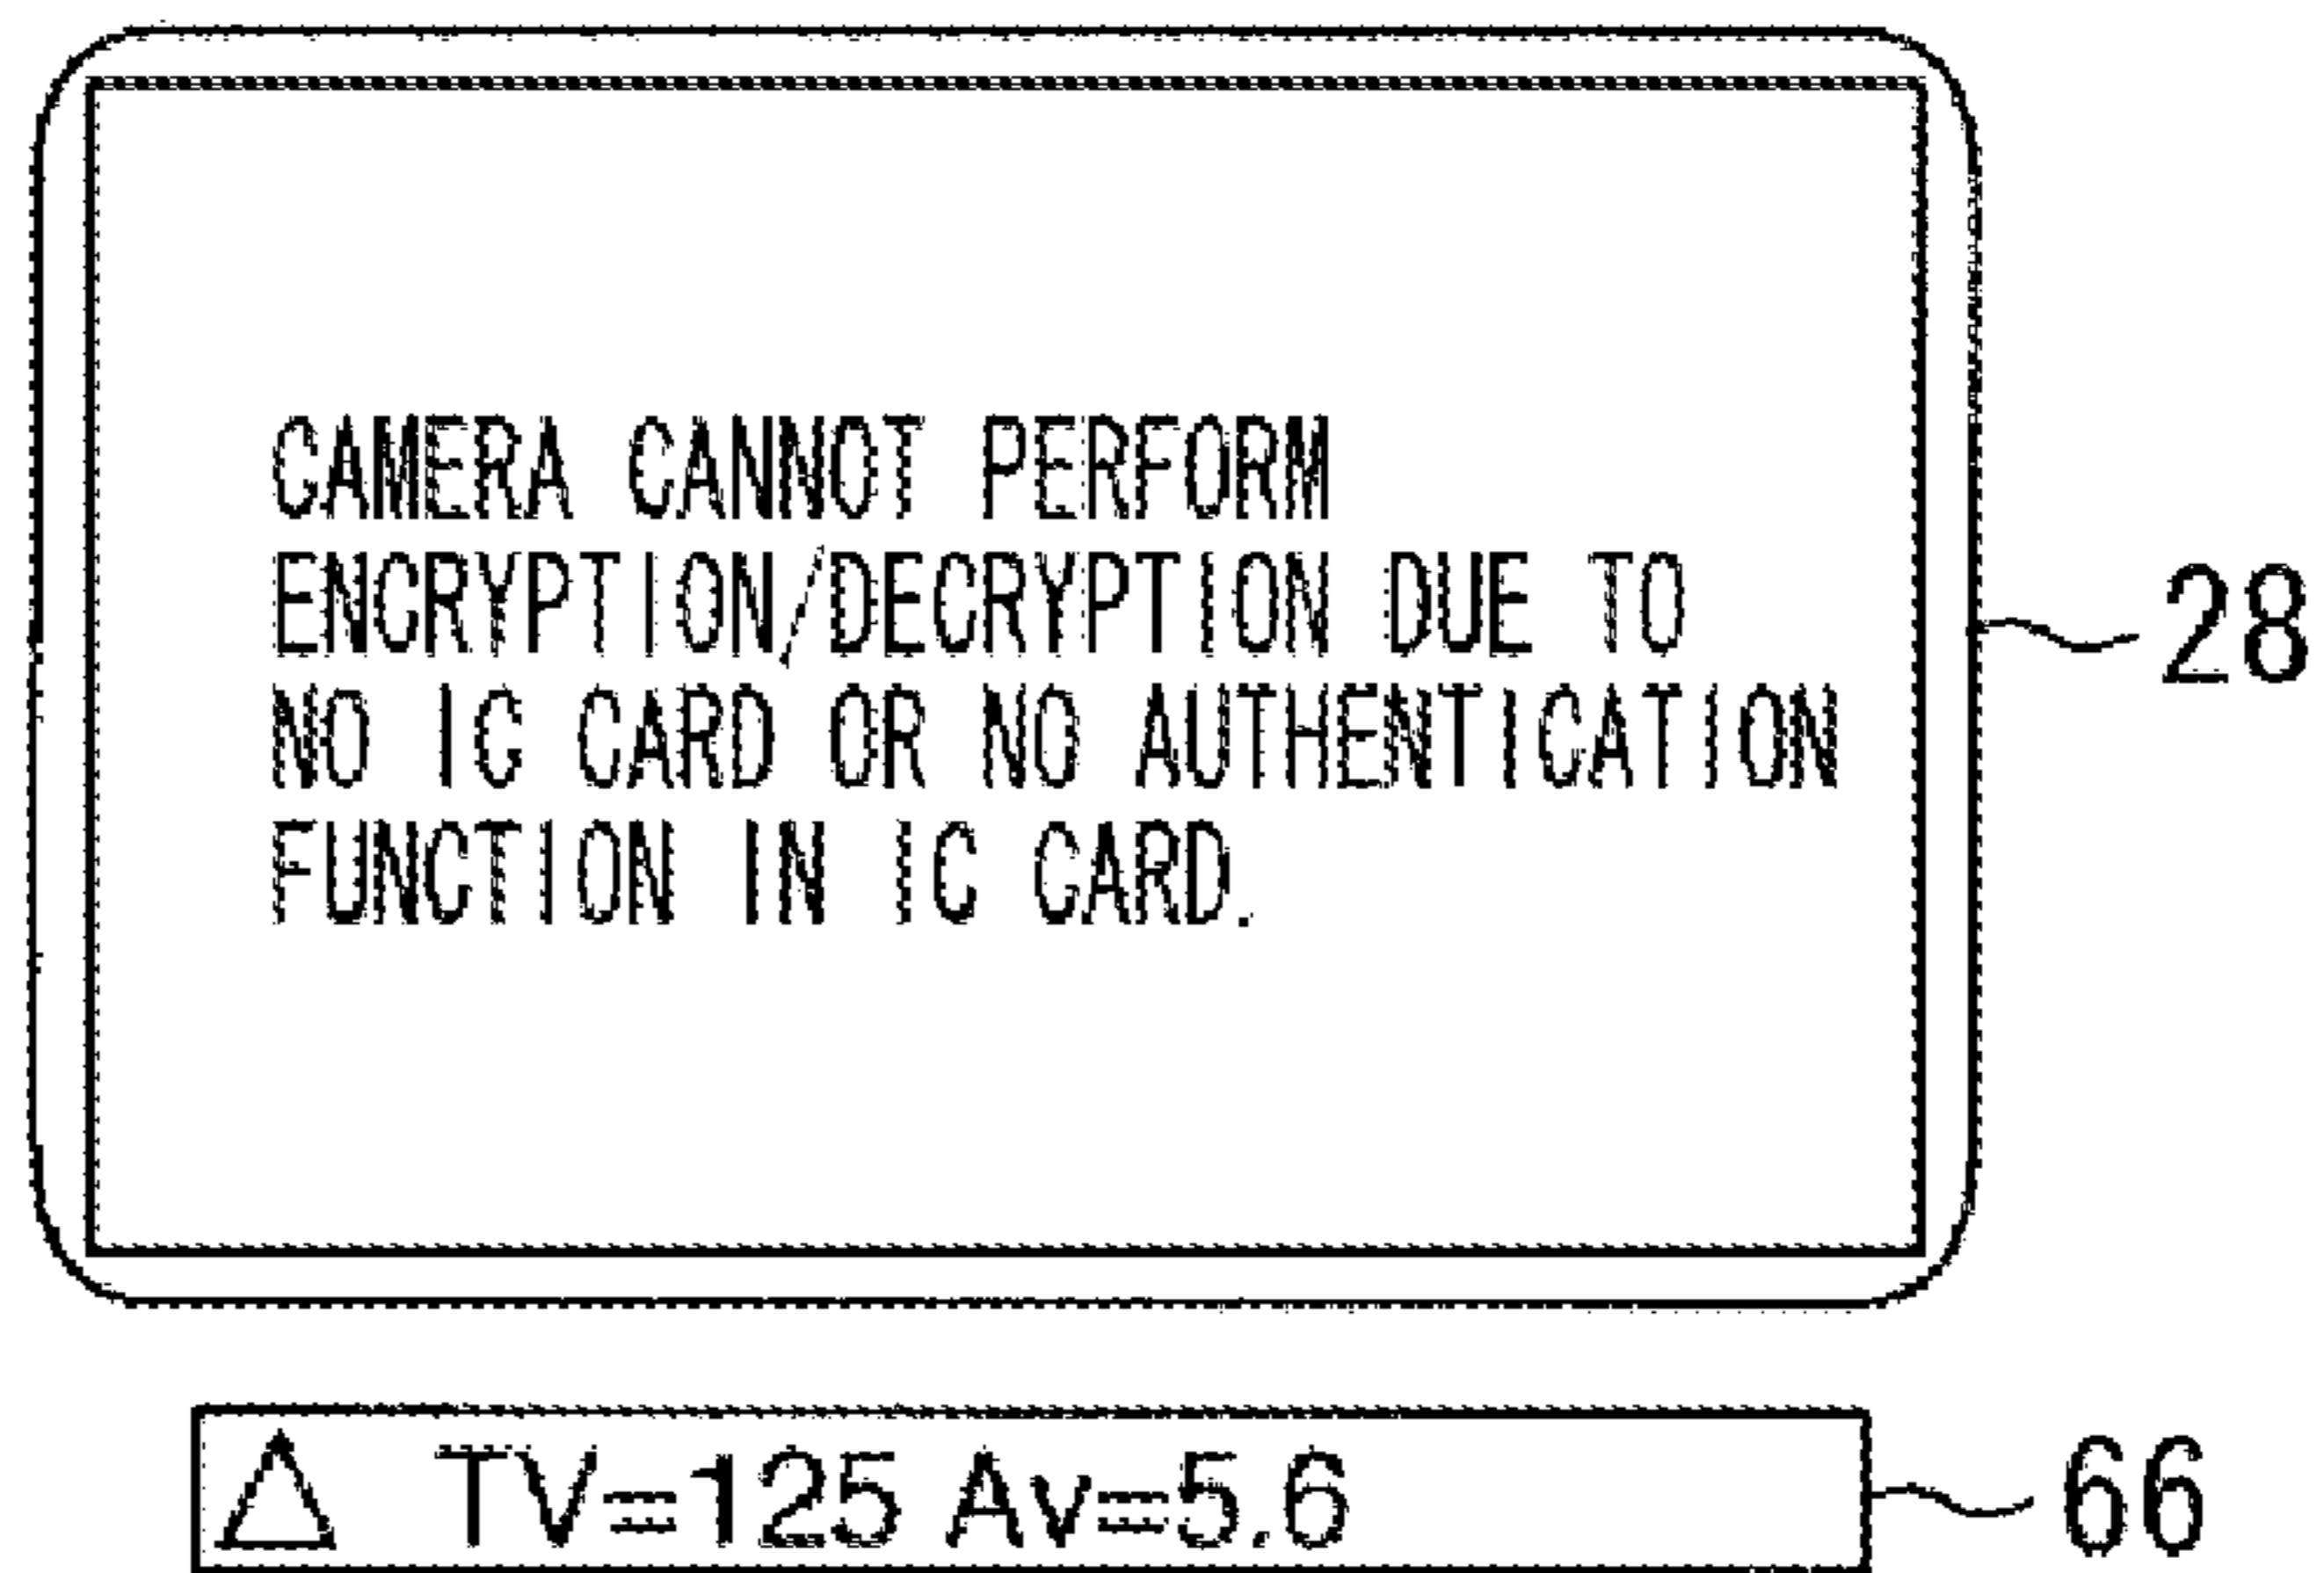 CAMERA CANNOT PERFORM
ENCRYPTION/DECRYPTION DUE TO
NO IC CARD OR NO AUTHENTICATION
FUNCTION IN IC CARD.
28
△ TV=125 Av=5.6
66